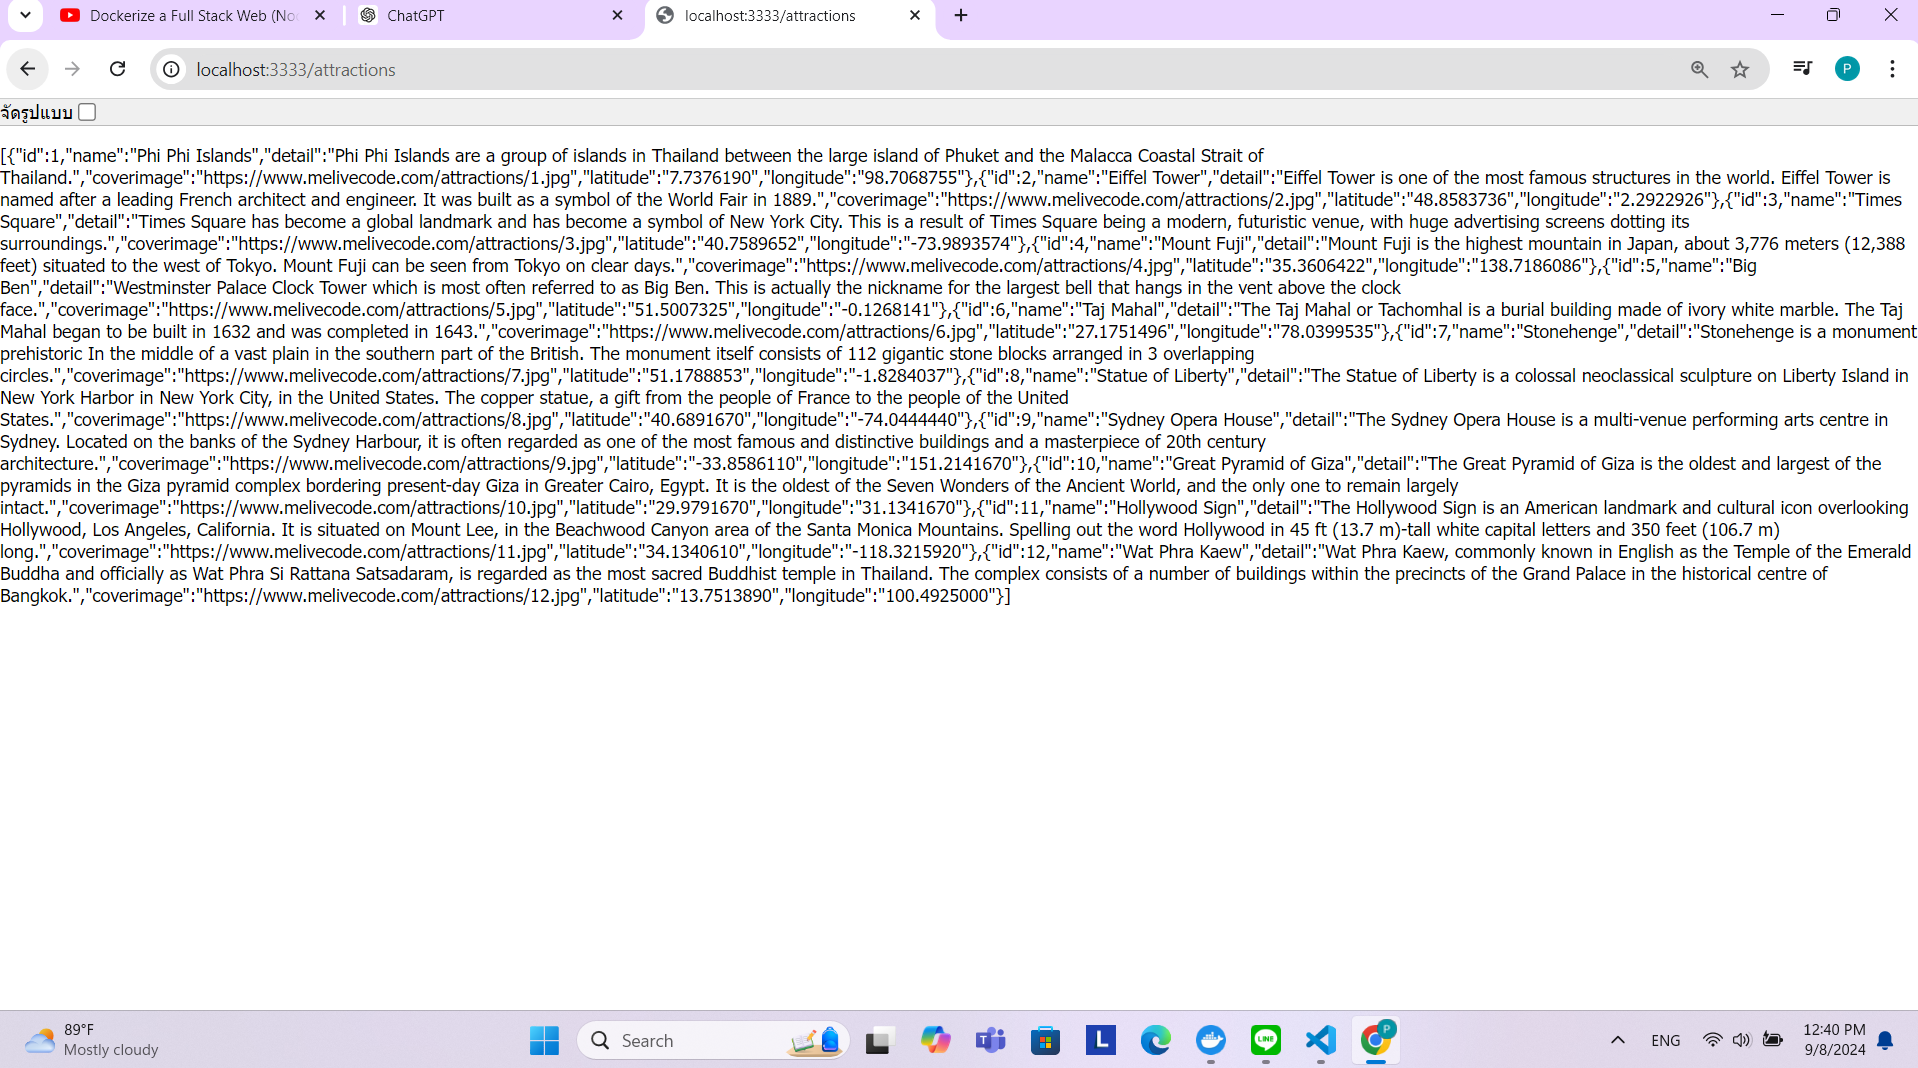 Dockerize a Full Stack Web (No
ChatGPT
localhost:3333/attractions
localhost:3333/attractions
P
จัดรูปแบบ
[{"id":1,"name":"Phi Phi Islands","detail":"Phi Phi Islands are a group of islands in Thailand between the large island of Phuket and the Malacca Coastal Strait of
Thailand.","coverimage":"https://www.melivecode.com/attractions/1.jpg","latitude":"7.7376190","longitude":"98.7068755"},{"id":2,"name":"Eiffel Tower","detail":"Eiffel Tower is one of the most famous structures in the world. Eiffel Tower is
named after a leading French architect and engineer. It was built as a symbol of the World Fair in 1889.","coverimage":"https://www.melivecode.com/attractions/2.jpg","latitude":"48.8583736","longitude":"2.2922926"},{"id":3,"name":"Times
Square","detail":"Times Square has become a global landmark and has become a symbol of New York City. This is a result of Times Square being a modern, futuristic venue, with huge advertising screens dotting its
surroundings.","coverimage":"https://www.melivecode.com/attractions/3.jpg","latitude":"40.7589652","longitude":"-73.9893574"},{"id":4,"name":"Mount Fuji","detail":"Mount Fuji is the highest mountain in Japan, about 3,776 meters (12,388
feet) situated to the west of Tokyo. Mount Fuji can be seen from Tokyo on clear days.","coverimage":"https://www.melivecode.com/attractions/4.jpg","latitude":"35.3606422","longitude":"138.7186086"},{"id":5,"name":"Big
Ben","detail":"Westminster Palace Clock Tower which is most often referred to as Big Ben. This is actually the nickname for the largest bell that hangs in the vent above the clock
face.","coverimage":"https://www.melivecode.com/attractions/5.jpg","latitude":"51.5007325","longitude":"-0.1268141"},{"id":6,"name":"Taj Mahal","detail":"The Taj Mahal or Tachomhal is a burial building made of ivory white marble. The Taj
Mahal began to be built in 1632 and was completed in 1643.","coverimage":"https://www.melivecode.com/attractions/6.jpg","latitude":"27.1751496","longitude":"78.0399535"},{"id":7,"name":"Stonehenge","detail":"Stonehenge is a monument
prehistoric In the middle of a vast plain in the southern part of the British. The monument itself consists of 112 gigantic stone blocks arranged in 3 overlapping
circles.","coverimage":"https://www.melivecode.com/attractions/7.jpg","latitude":"51.1788853","longitude":"-1.8284037"},{"id":8,"name":"Statue of Liberty","detail":"The Statue of Liberty is a colossal neoclassical sculpture on Liberty Island in
New York Harbor in New York City, in the United States. The copper statue, a gift from the people of France to the people of the United
States.","coverimage":"https://www.melivecode.com/attractions/8.jpg","latitude":"40.6891670","longitude":"-74.0444440"},{"id":9,"name":"Sydney Opera House","detail":"The Sydney Opera House is a multi-venue performing arts centre in
Sydney. Located on the banks of the Sydney Harbour, it is often regarded as one of the most famous and distinctive buildings and a masterpiece of 20th century
architecture.","coverimage":"https://www.melivecode.com/attractions/9.jpg","latitude":"-33.8586110","longitude":"151.2141670"},{"id":10,"name":"Great Pyramid of Giza","detail":"The Great Pyramid of Giza is the oldest and largest of the
pyramids in the Giza pyramid complex bordering present-day Giza in Greater Cairo, Egypt. It is the oldest of the Seven Wonders of the Ancient World, and the only one to remain largely
intact.","coverimage":"https://www.melivecode.com/attractions/10.jpg","latitude":"29.9791670","longitude":"31.1341670"},{"id":11,"name":"Hollywood Sign","detail":"The Hollywood Sign is an American landmark and cultural icon overlooking
Hollywood, Los Angeles, California. It is situated on Mount Lee, in the Beachwood Canyon area of the Santa Monica Mountains. Spelling out the word Hollywood in 45 ft (13.7 m)-tall white capital letters and 350 feet (106.7 m)
long.","coverimage":"https://www.melivecode.com/attractions/11.jpg","latitude":"34.1340610","longitude":"-118.3215920"},{"id":12,"name":"Wat Phra Kaew","detail":"Wat Phra Kaew, commonly known in English as the Temple of the Emerald
Buddha and officially as Wat Phra Si Rattana Satsadaram, is regarded as the most sacred Buddhist temple in Thailand. The complex consists of a number of buildings within the precincts of the Grand Palace in the historical centre of
Bangkok.","coverimage":"https://www.melivecode.com/attractions/12.jpg","latitude":"13.7513890","longitude":"100.4925000"}]
89°F
Mostly cloudy
Search
L
LINE
P
ENG
12:40 PM
9/8/2024